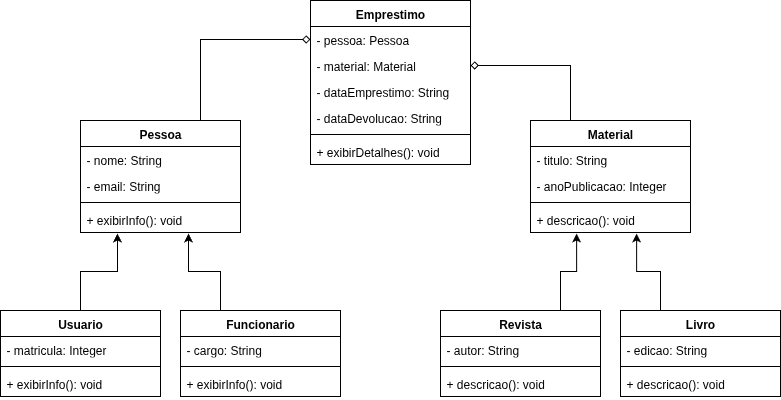 Emprestimo
- pessoa: Pessoa
- material: Material
- dataEmprestimo: String
- dataDevolucao: String
+ exibirDetalhes(): void
Pessoa
- nome: String
- email: String
+ exibirInfo(): void
Material
- titulo: String
- anoPublicacao: Integer
+ descricao(): void
Usuario
- matricula: Integer
+ exibirInfo(): void
Funcionario
- cargo: String
+ exibirInfo(): void
Revista
- autor: String
+ descricao(): void
Livro
- edicao: String
+ descricao(): void